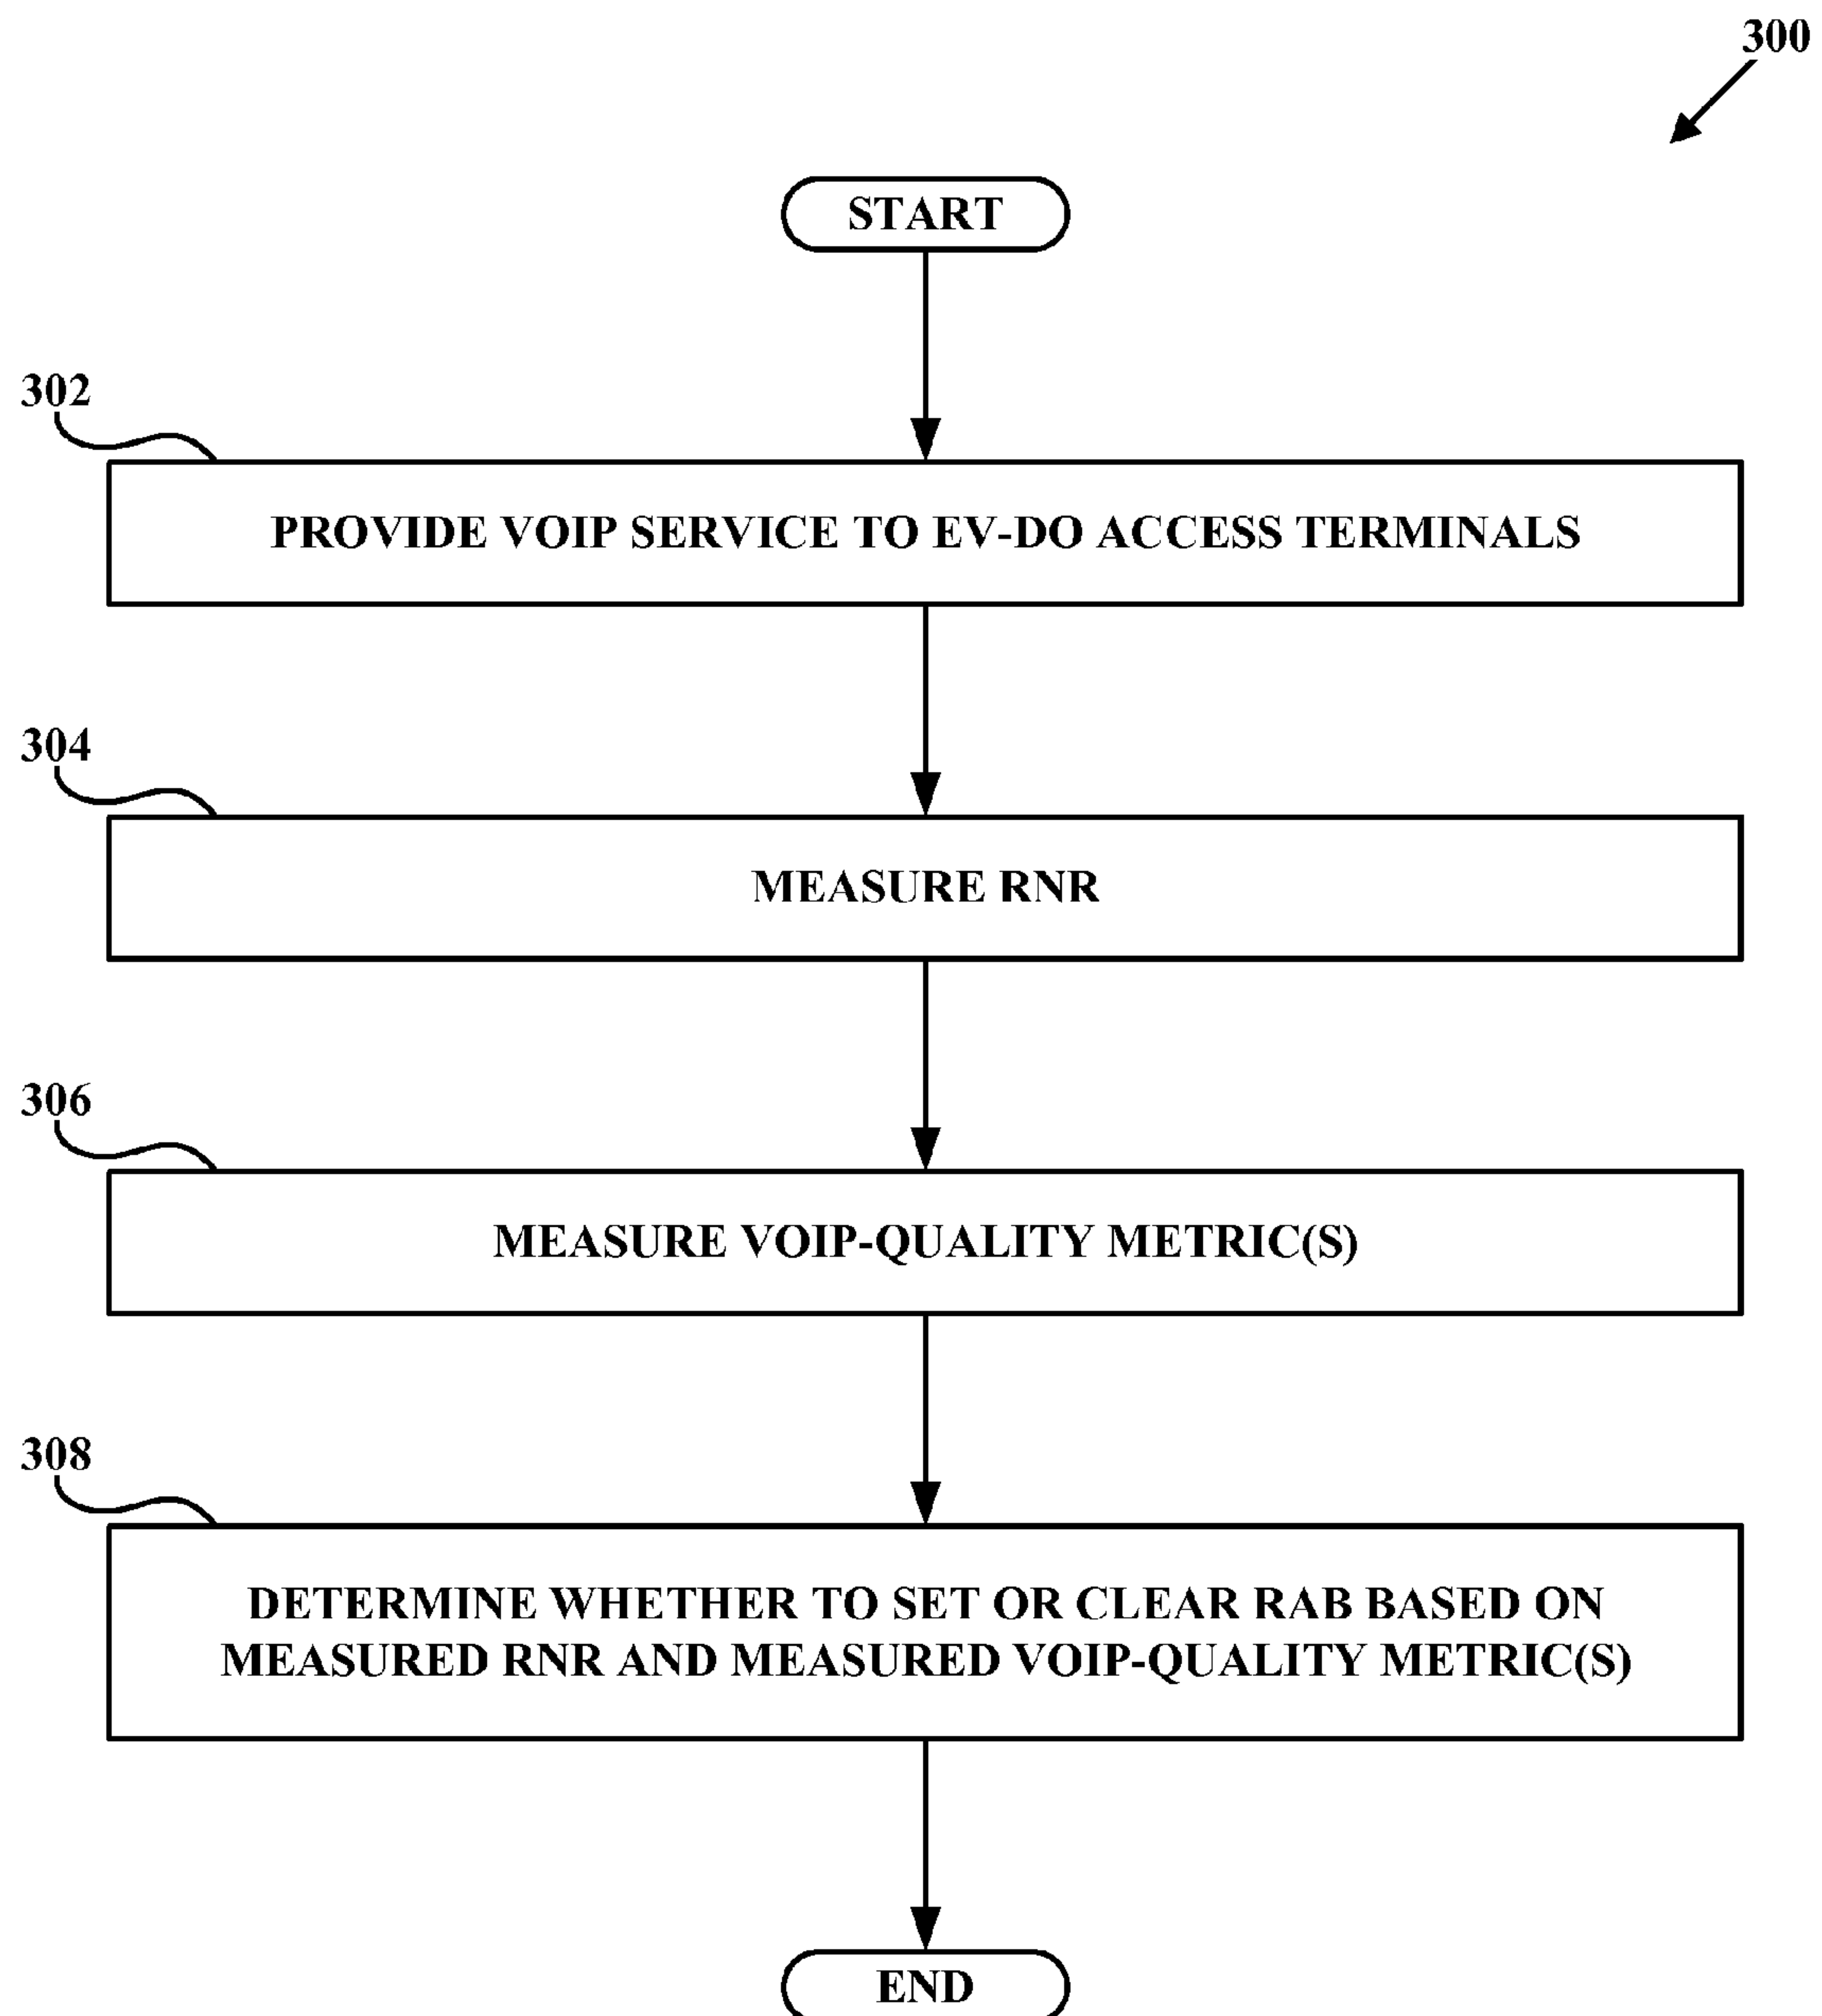 300
START
302
PROVIDE VOIP SERVICE TO EV-DO ACCESS TERMINALS
304
MEASURE RNR
306
MEASURE VOIP-QUALITY METRIC(S)
308
DETERMINE WHETHER TO SET OR CLEAR RAB BASED ON
MEASURED RNR AND MEASURED VOIP-QUALITY METRIC(S)
END